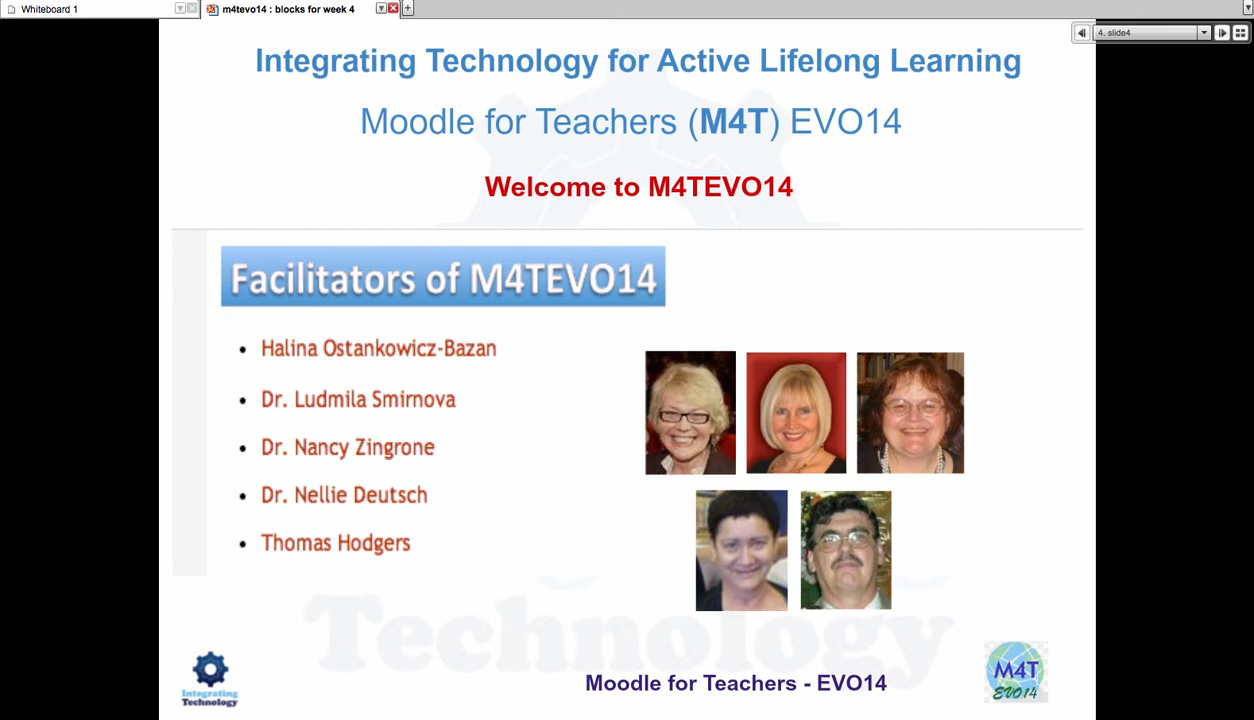 Whiteboard 1
m4tevo14 : blocks for week 4
4. slide4
Integrating Technology for Active Lifelong Learning
Moodle for Teachers (M4T) EVO14
Welcome to M4TEVO14
Facilitators of M4TEVO14
• Halina Ostankowicz-Bazan
• Dr. Ludmila Smirnova
• Dr. Nancy Zingrone
• Dr. Nellie Deutsch
• Thomas Hodgers
Technology
Integrating
Technology
Moodle for Teachers - EVO14
M4T
EVO14